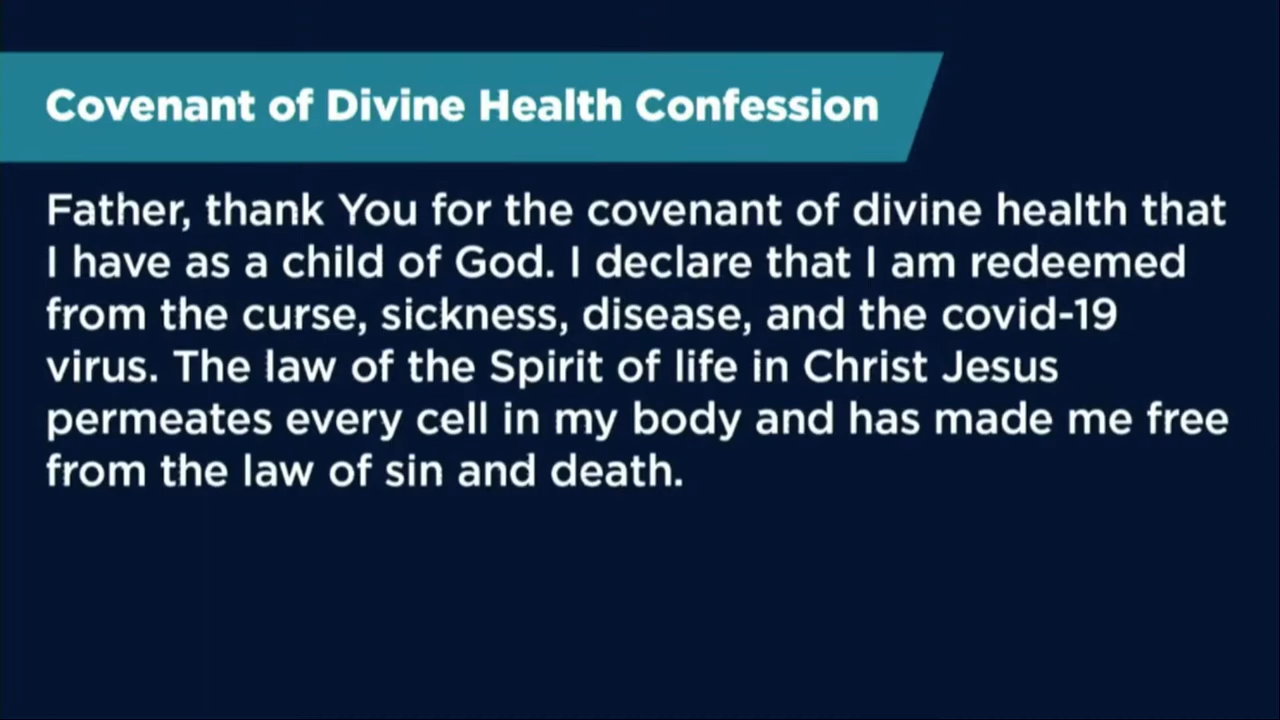 Covenant of Divine Health Confession
Father, thank You for the covenant of divine health that
I have as a child of God. I declare that I am redeemed
from the curse, sickness, disease, and the covid-19
virus. The law of the Spirit of life in Christ Jesus
permeates every cell in my body and has made me free
from the law of sin and death.